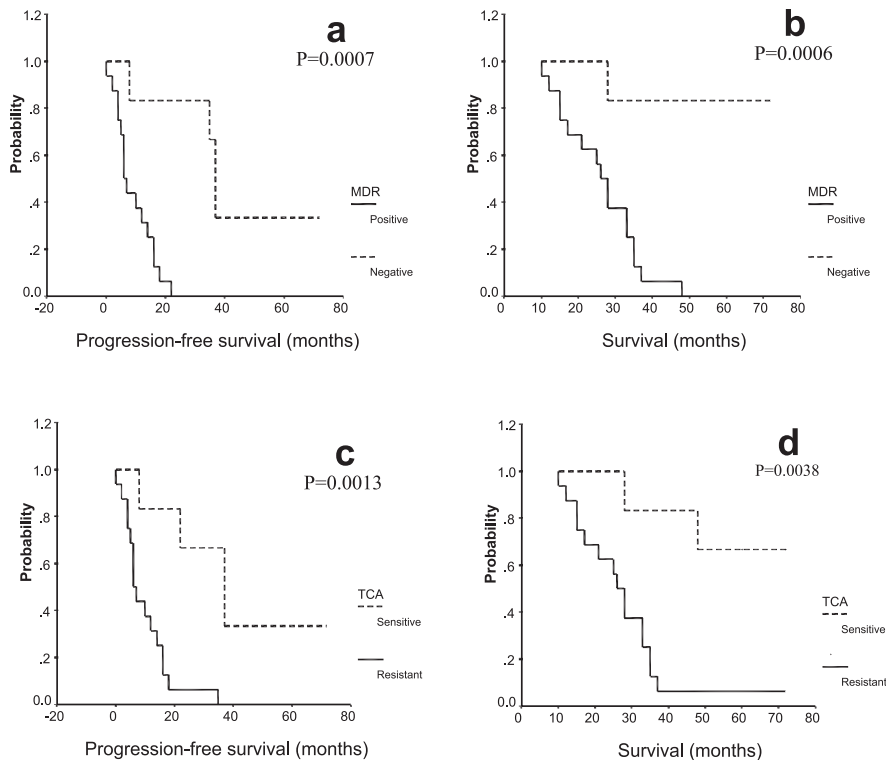 a
P=0.0007
1.2
1.0
.8
.6
.4
.2
0.0
Probability
-20 0 20 40 60 80
Progression-free survival (months)
MDR
Positive
Negative
b
P=0.0006
1.2
1.0
.8
.6
.4
.2
0.0
Probability
0 10 20 30 40 50 60 70 80
Survival (months)
MDR
Positive
Negative
c
P=0.0013
1.2
1.0
.8
.6
.4
.2
0.0
Probability
-20 0 20 40 60 80
Progression-free survival (months)
TCA
Sensitive
Resistant
d
P=0.0038
1.2
1.0
.8
.6
.4
.2
0.0
Probability
0 10 20 30 40 50 60 70 80
Survival (months)
TCA
Sensitive
Resistant